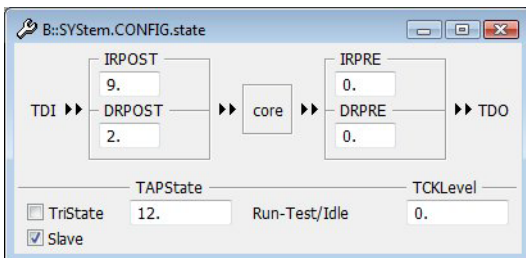 B::SYStem.CONFIG.state
IRPOST IRPRE
9. 0.
TDI DRPOST core DRPRE TDO
2. 0.
TAPState TCKLevel
TriState 12. Run-Test/Idle 0.
Slave